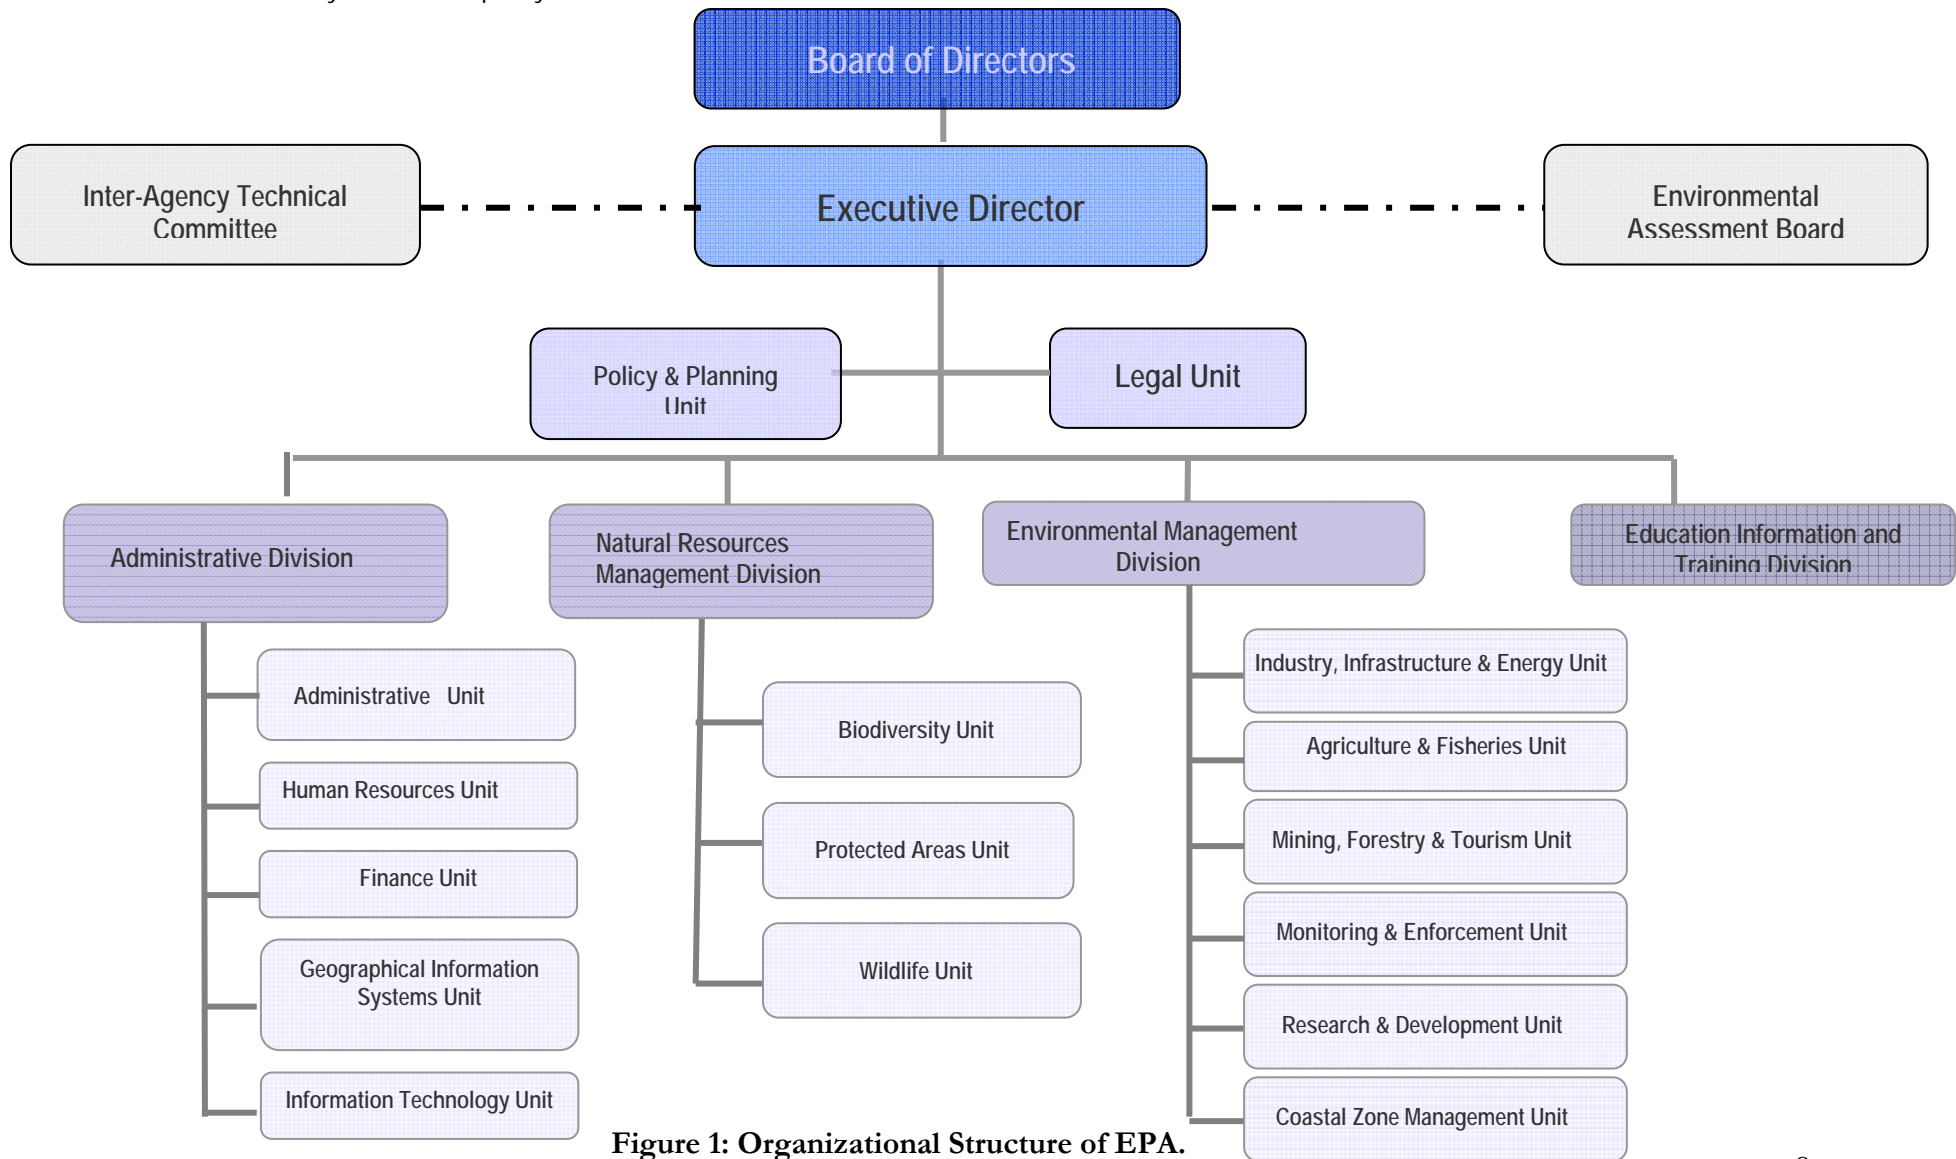 Board of Directors
Inter-Agency Technical
Committee
Executive Director
Environmental
Assessment Board
Policy & Planning
Unit
Legal Unit
Administrative Division
Natural Resources
Management Division
Environmental Management
Division
Education Information and
Training Division
Administrative Unit
Human Resources Unit
Finance Unit
Geographical Information
Systems Unit
Information Technology Unit
Biodiversity Unit
Protected Areas Unit
Wildlife Unit
Industry, Infrastructure & Energy Unit
Agriculture & Fisheries Unit
Mining, Forestry & Tourism Unit
Monitoring & Enforcement Unit
Research & Development Unit
Coastal Zone Management Unit
Figure 1: Organizational Structure of EPA.